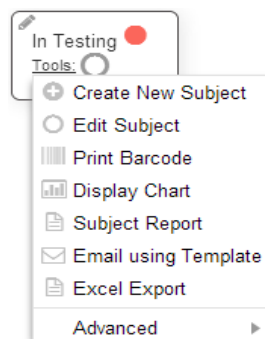 In Testing
Tools:
Create New Subject
Edit Subject
Print Barcode
Display Chart
Subject Report
Email using Template
Excel Export
Advanced